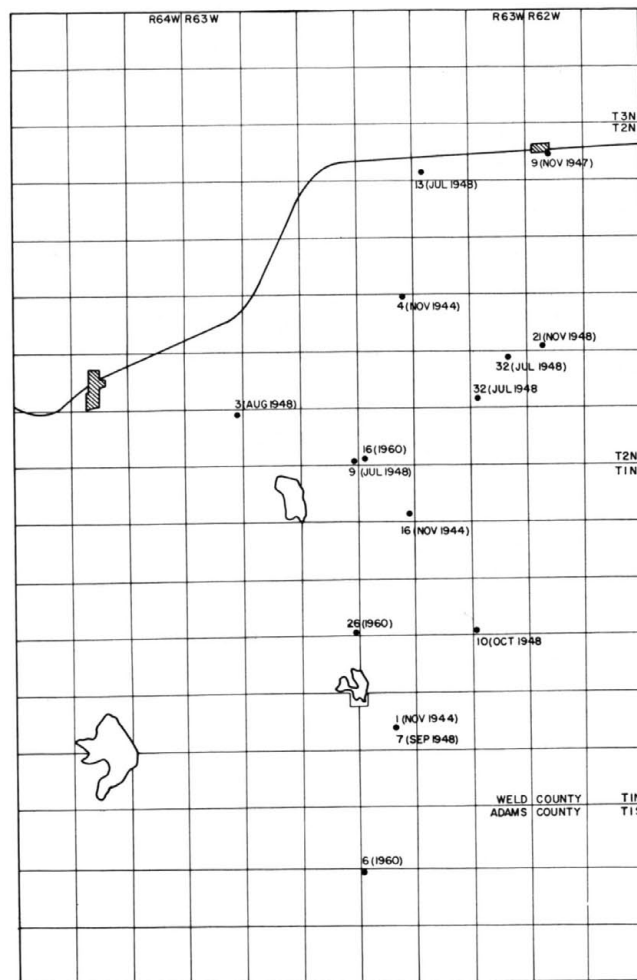 R64W R63W
R63W R62W
T3N
T2N
9(NOV 1947)
13(JUL 1948)
4(NOV 1944)
21(NOV 1948)
32(JUL 1948)
32(JUL 1948
3(AUG 1948)
16(1960)
9 (JUL 1948)
T2N
T1N
16(NOV 1944)
26(1960)
10(OCT 1948
1(NOV 1944)
7(SEP 1948)
WELD COUNTY
T1N
ADAMS COUNTY
T1S
6(1960)